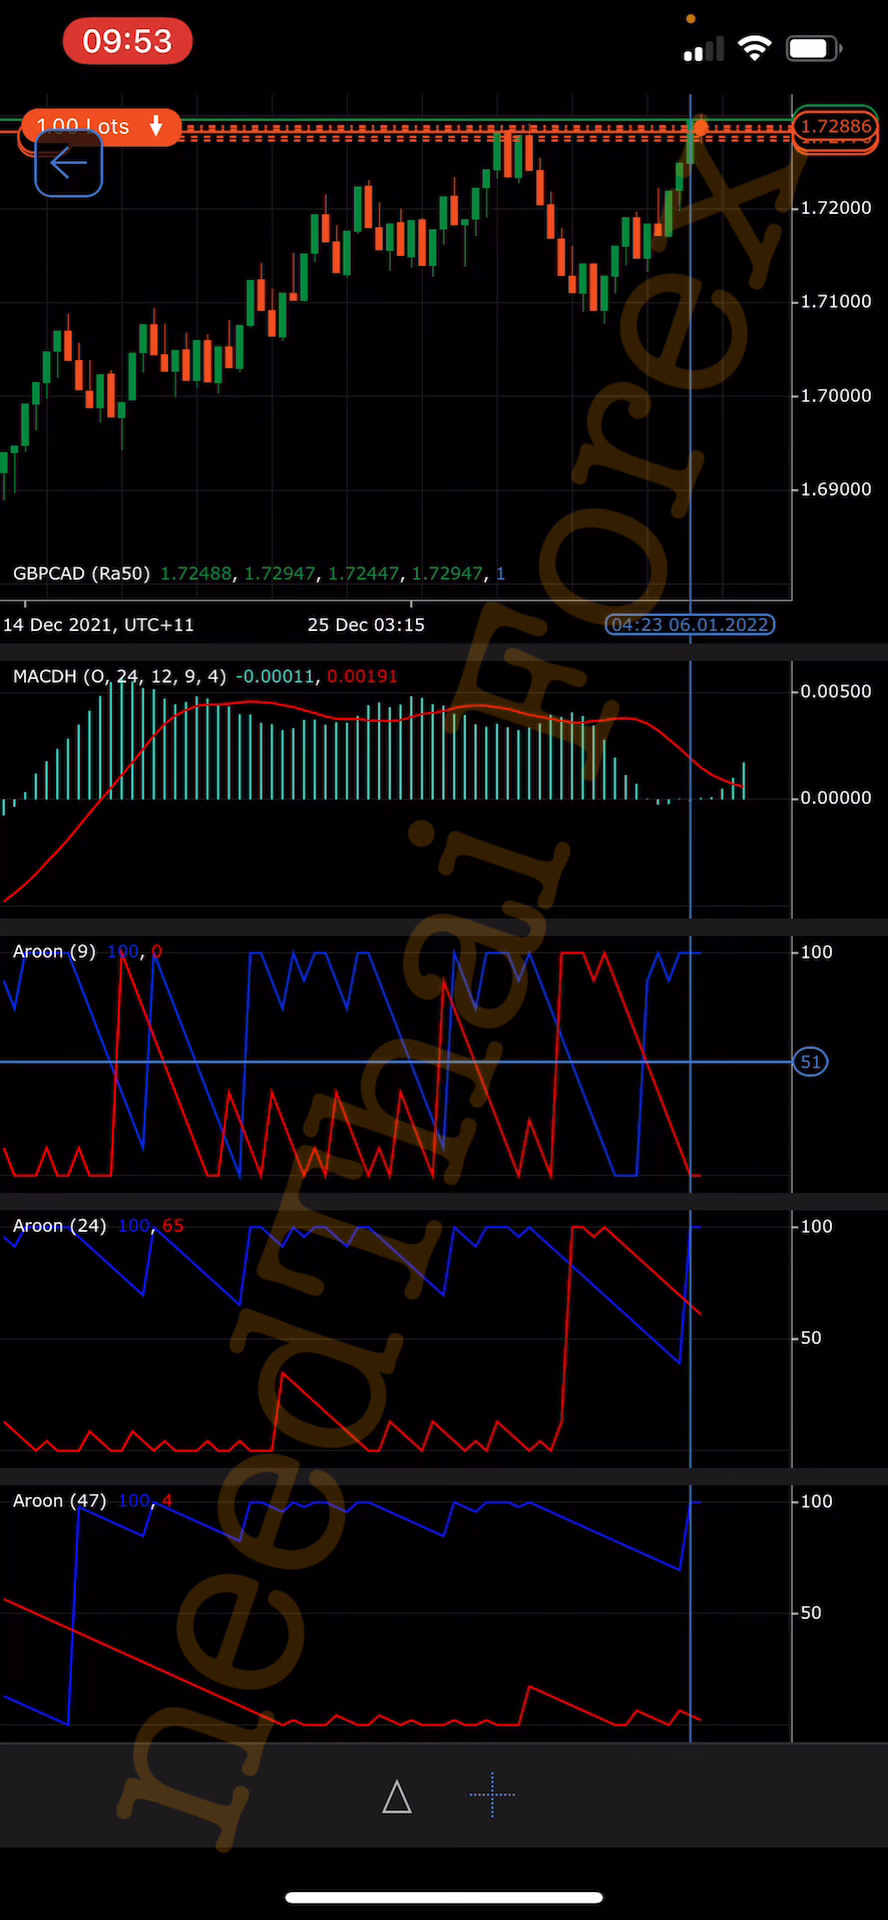 09:53
1.00 Lots
1.72886
1.72000
1.71000
1.70000
1.69000
GBPCAD (Ra50) 1.72488, 1.72947, 1.72447, 1.72947, 1
14 Dec 2021, UTC+11 25 Dec 03:15 04:23 06.01.2022
MACDH (O, 24, 12, 9, 4) -0.00011, 0.00191
0.00500
0.00000
Aroon (9) 100, 0
100
51
Aroon (24) 100, 65
100
50
Aroon (47) 100, 4
100
50
needrmai Forex